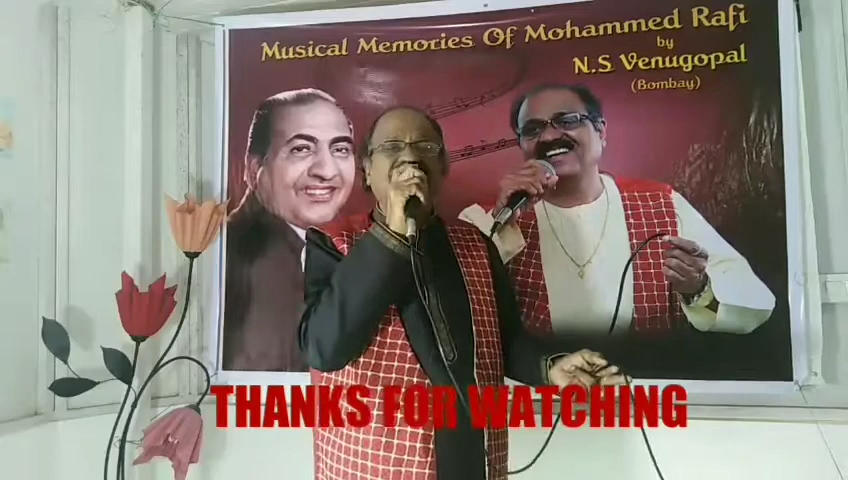 Musical Memories Of Mohammed Rafi
by
N.S Venugopal
(Bombay)
THANKS FOR WATCHING